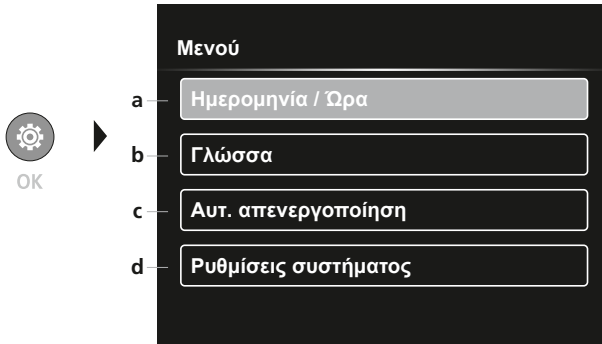 Μενού
a Ημερομηνία / Ώρα
b Γλώσσα
OK
c Αυτ. απενεργοποίηση
d Ρυθμίσεις συστήματος